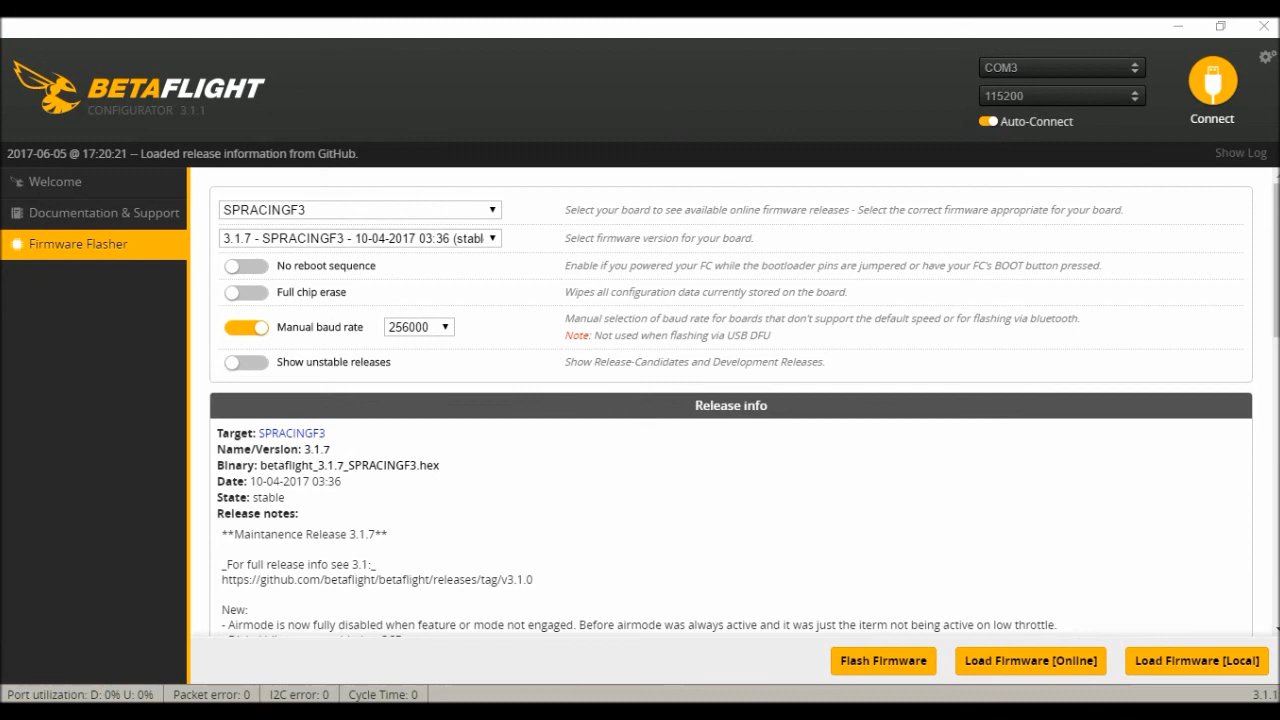 BETAFLIGHT
CONFIGURATOR 3.1.1
COM3
115200
Auto-Connect
Connect
2017-06-05 @ 17:20:21 -- Loaded release information from GitHub.
Show Log
Welcome
Documentation & Support
Firmware Flasher
SPRACINGF3
Select your board to see available online firmware releases - Select the correct firmware appropriate for your board.
3.1.7 - SPRACINGF3 - 10-04-2017 03:36 (stabl
Select firmware version for your board.
No reboot sequence
Enable if you powered your FC while the bootloader pins are jumpered or have your FC's BOOT button pressed.
Full chip erase
Wipes all configuration data currently stored on the board.
Manual baud rate
256000
Manual selection of baud rate for boards that don't support the default speed or for flashing via bluetooth.
Note: Not used when flashing via USB DFU
Show unstable releases
Show Release-Candidates and Development Releases.
Release info
Target: SPRACINGF3
Name/Version: 3.1.7
Binary: betaflight_3.1.7_SPRACINGF3.hex
Date: 10-04-2017 03:36
State: stable
Release notes:
**Maintanence Release 3.1.7**
_For full release info see 3.1:_
https://github.com/betaflight/betaflight/releases/tag/v3.1.0
New:
- Airmode is now fully disabled when feature or mode not engaged. Before airmode was always active and it was just the iterm not being active on low throttle.
Flash Firmware
Load Firmware [Online]
Load Firmware [Local]
Port utilization: D: 0% U: 0%
Packet error: 0
I2C error: 0
Cycle Time: 0
3.1.1